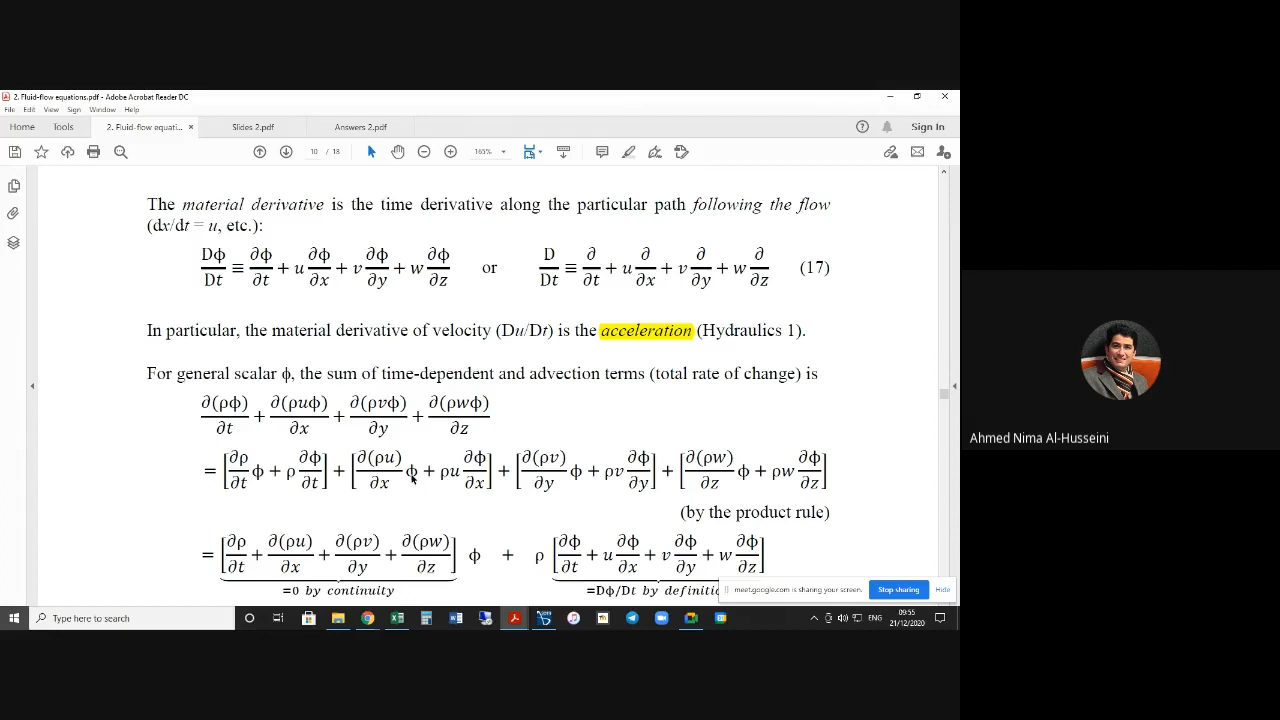 2. Fluid-flow equations.pdf - Adobe Acrobat Reader DC
File Edit View Sign Window Help
Home Tools 2. Fluid-flow equati... × Slides 2.pdf Answers 2.pdf Sign In
10 / 18 165%
The material derivative is the time derivative along the particular path following the flow
(dx/dt = u, etc.):
Dϕ/Dt ≡ ∂ϕ/∂t + u ∂ϕ/∂x + v ∂ϕ/∂y + w ∂ϕ/∂z or D/Dt ≡ ∂/∂t + u ∂/∂x + v ∂/∂y + w ∂/∂z (17)
In particular, the material derivative of velocity (Du/Dt) is the acceleration (Hydraulics 1).
For general scalar ϕ, the sum of time-dependent and advection terms (total rate of change) is
∂(ρϕ)/∂t + ∂(ρuϕ)/∂x + ∂(ρvϕ)/∂y + ∂(ρwϕ)/∂z
= [∂ρ/∂t ϕ + ρ ∂ϕ/∂t] + [∂(ρu)/∂x ϕ + ρu ∂ϕ/∂x] + [∂(ρv)/∂y ϕ + ρv ∂ϕ/∂y] + [∂(ρw)/∂z ϕ + ρw ∂ϕ/∂z]
(by the product rule)
= [∂ρ/∂t + ∂(ρu)/∂x + ∂(ρv)/∂y + ∂(ρw)/∂z] ϕ + ρ [∂ϕ/∂t + u ∂ϕ/∂x + v ∂ϕ/∂y + w ∂ϕ/∂z]
=0 by continuity =Dϕ/Dt by definiti
meet.google.com is sharing your screen. Stop sharing Hide
Type here to search
ENG
09:55
21/12/2020
Ahmed Nima Al-Husseini